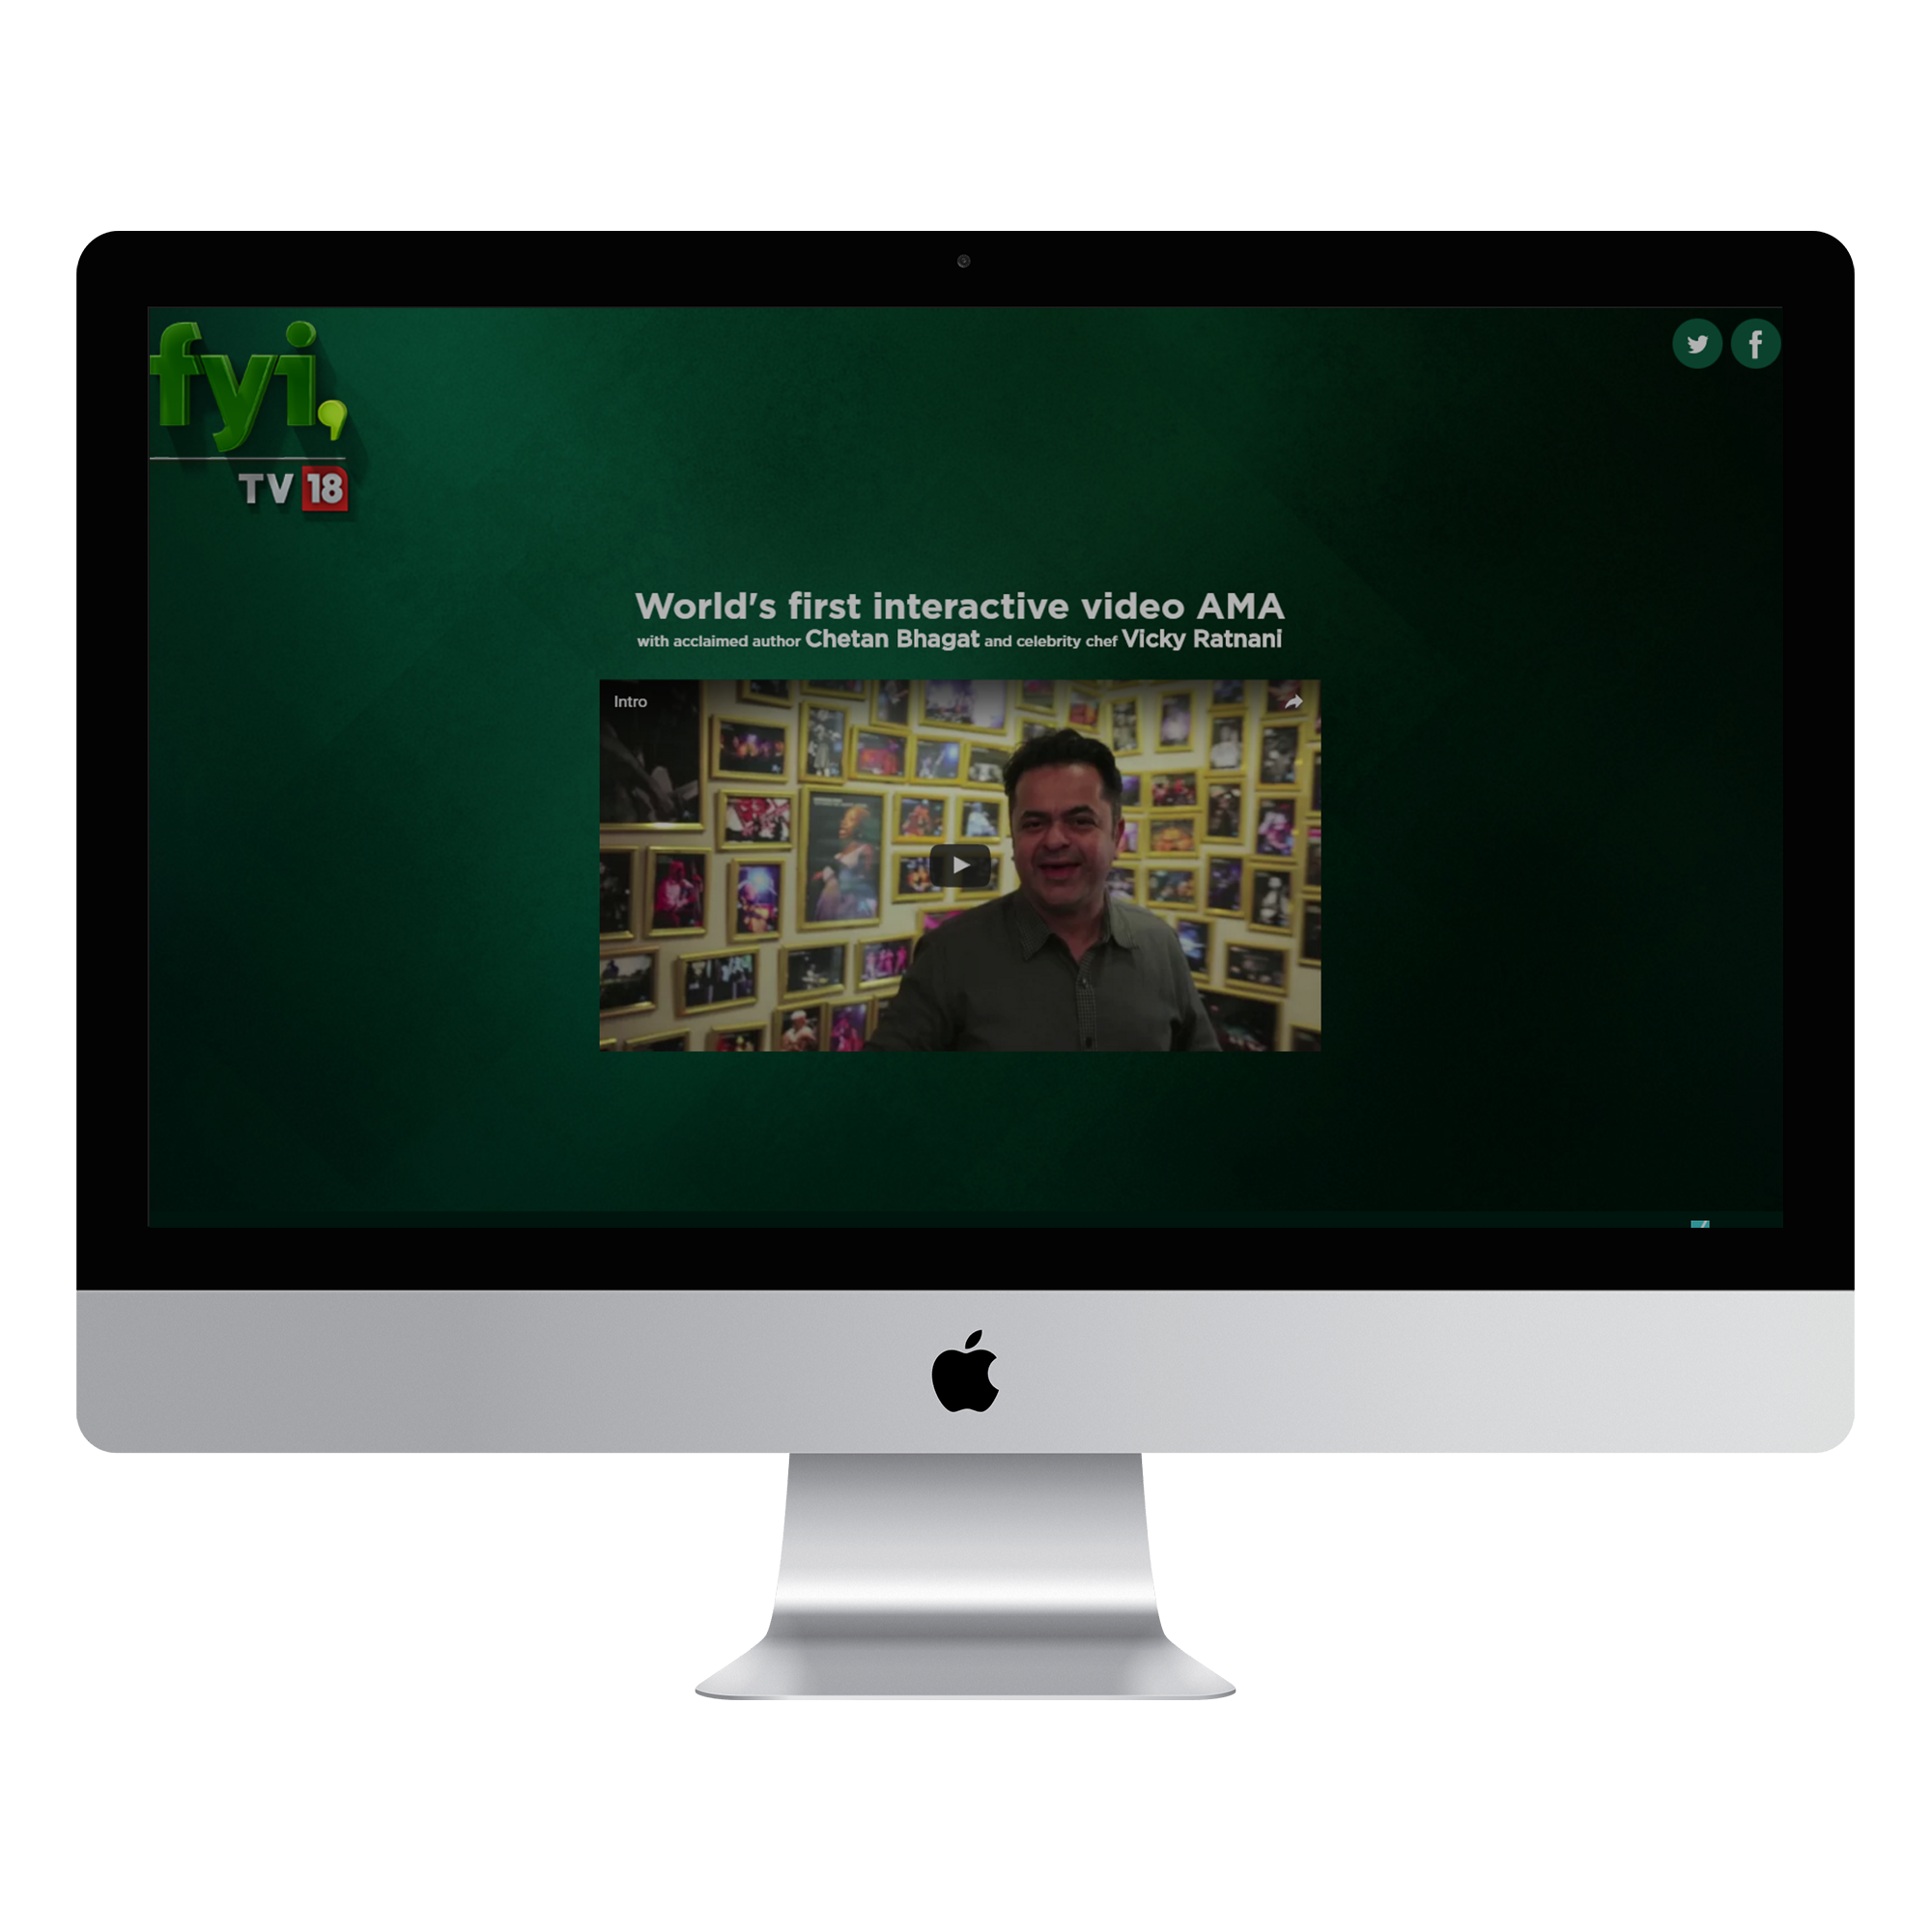 fyi,
TV 18
World's first interactive video AMA
with acclaimed author Chetan Bhagat and celebrity chef Vicky Ratnani
Intro